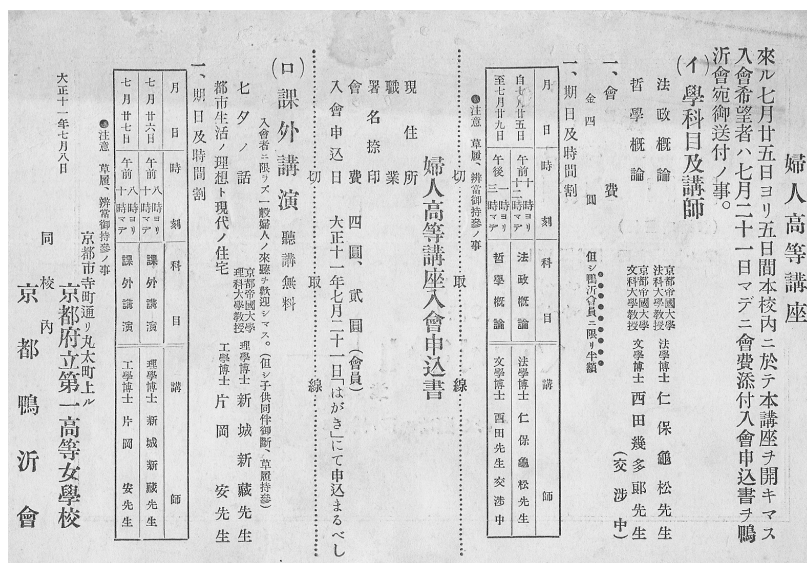 婦人高等講座
來ル七月廿五日ヨリ五日間本校内ニ於テ本講座ヲ開キマス
入會希望者ハ七月二十一日マデニ會費添付入會申込書ヲ鴨
沂會宛御送付ノ事。
(イ)學科目及講師
法政概論 京都帝國大學法科大學教授 法學博士 仁保龜松先生
哲學概論 京都帝國大學文科大學教授 文學博士 西田幾多郎先生
(交渉中)
一、會費
金四圓 但シ鴨沂會員ニ限リ半額
一、期日及時間割
月日 時刻 科目 講師
自七月廿五日 午前 十二時マデ 法政概論 法學博士 仁保龜松先生
至七月廿九日 午後 哲學概論 文學博士 西田先生交渉中
●注意 草履、辨當御持參ノ事
切取線
婦人高等講座入會申込書
現住所
職業
署名捺印
會費 四圓、貳圓(會員)
入會申込日 大正十一年七月二十一日「はがき」にて申込まるべし
切取線
(ロ)課外講演 聽講無料
入會者ニ限ラズ一般婦人ノ來聽ヲ歡迎シマス。(但シ子供同伴御斷、草履持參)
七夕ノ話 京都帝國大學理科大學教授 理學博士 新城新藏先生
都市生活ノ理想ト現代ノ住宅 工學博士 片岡安先生
一、期日及時間割
月日 時刻 科目 講師
七月廿六日 午前 八時ヨリ十時マデ 課外講演 理學博士 新城新藏先生
七月廿七日 午前 八時ヨリ十時マデ 課外講演 工學博士 片岡安先生
●注意 草履、辨當御持參ノ事
大正十一年七月八日
京都市寺町通リ丸太町上ル
京都府立第一高等女學校
同校内
京都鴨沂會